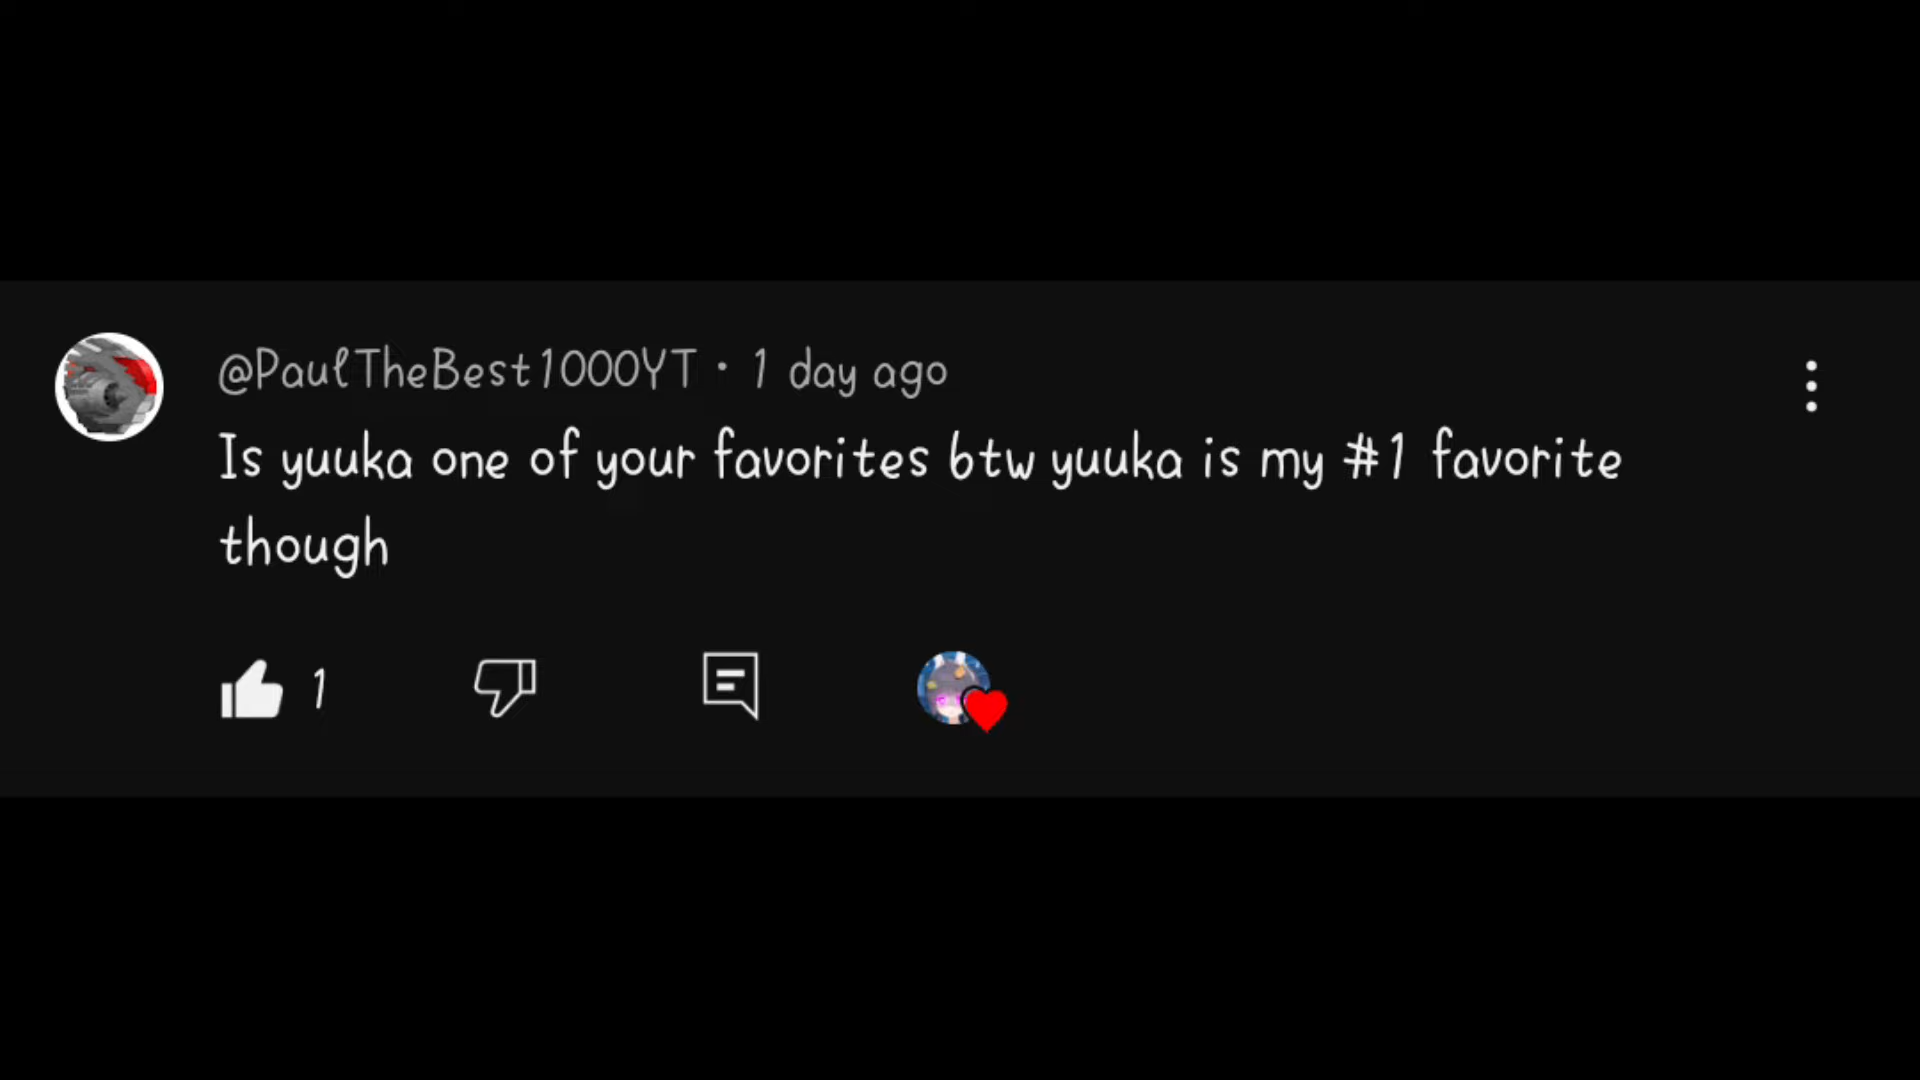 @PaulTheBest1000YT · 1 day ago
Is yuuka one of your favorites btw yuuka is my #1 favorite
though
1